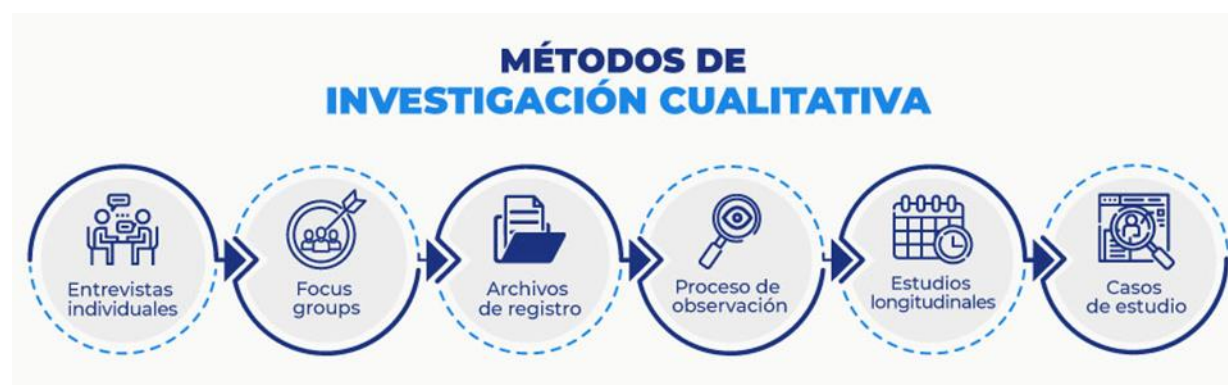 MÉTODOS DE
INVESTIGACIÓN CUALITATIVA
Entrevistas
individuales
Focus
groups
Archivos
de registro
Proceso de
observación
Estudios
longitudinales
Casos
de estudio